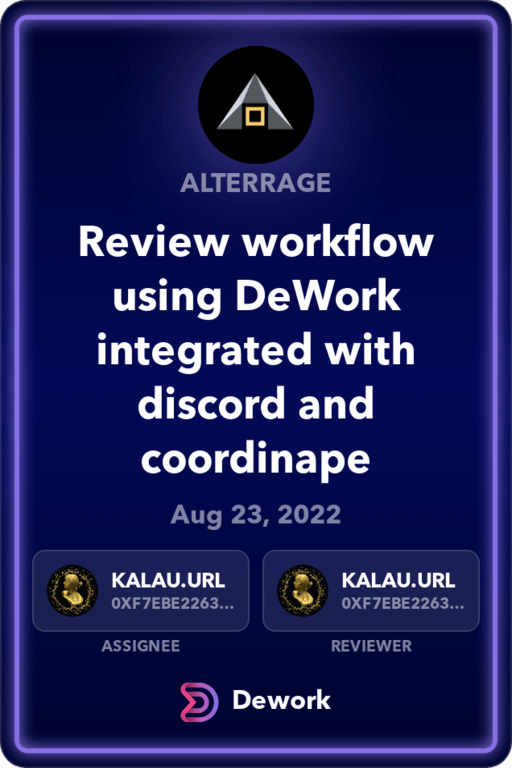 ALTERRAGE
Review workflow
using DeWork
integrated with
discord and
coordinape
Aug 23, 2022
KALAU.URL
0XF7EBE2263...
ASSIGNEE
KALAU.URL
0XF7EBE2263...
REVIEWER
Dework